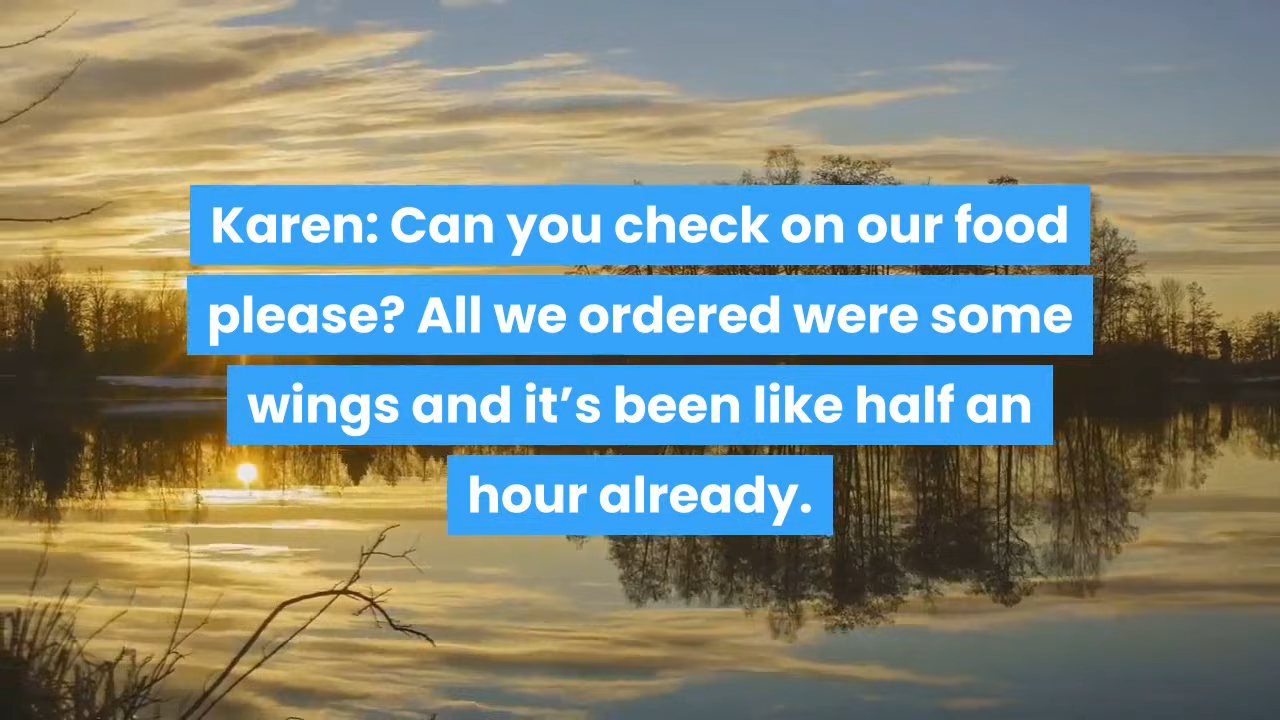 Karen: Can you check on our food
please? All we ordered were some
wings and it’s been like half an
hour already.